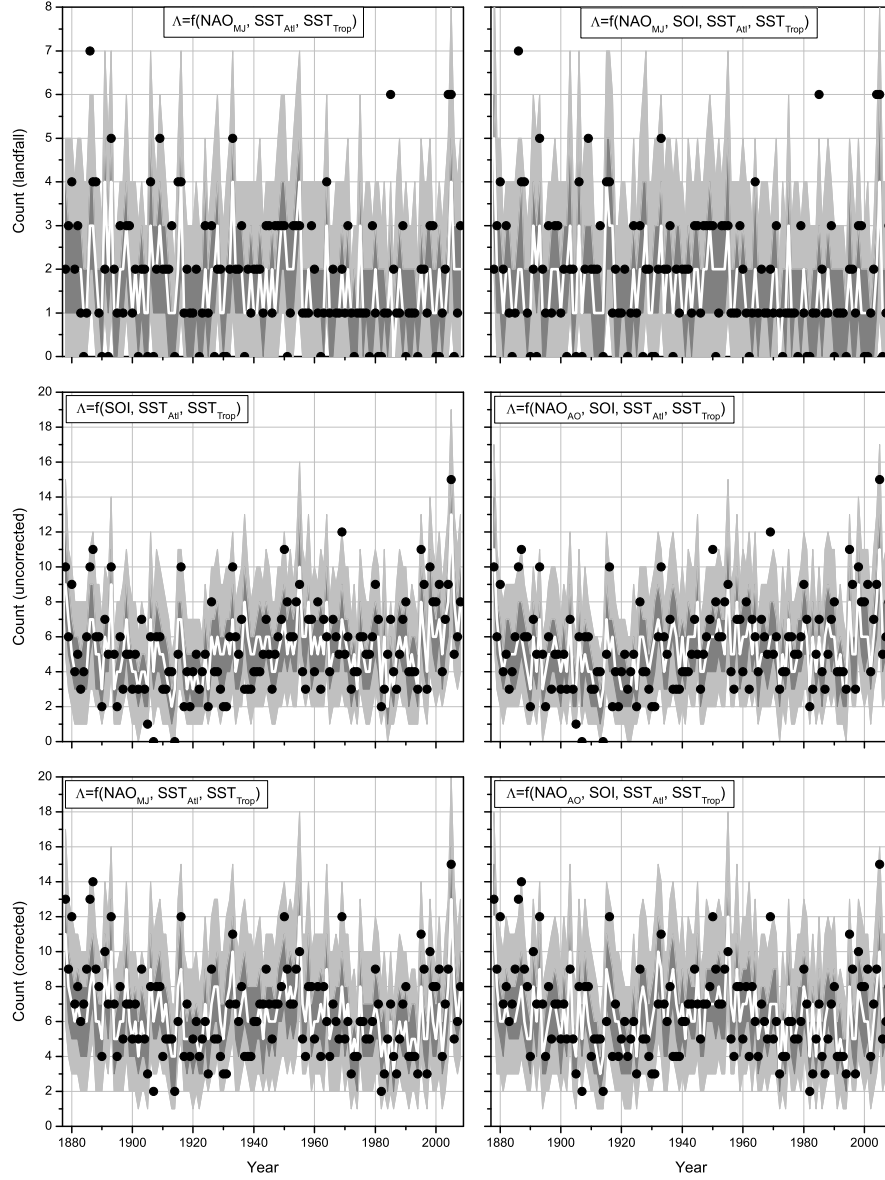 Λ=f(NAO_MJ, SST_Atl, SST_Trop)
Λ=f(NAO_MJ, SOI, SST_Atl, SST_Trop)
8
7
6
5
4
3
2
1
0
Count (landfall)
Λ=f(SOI, SST_Atl, SST_Trop)
Λ=f(NAO_AO, SOI, SST_Atl, SST_Trop)
20
18
16
14
12
10
8
6
4
2
0
Count (uncorrected)
Λ=f(NAO_MJ, SST_Atl, SST_Trop)
Λ=f(NAO_AO, SOI, SST_Atl, SST_Trop)
20
18
16
14
12
10
8
6
4
2
0
Count (corrected)
1880 1900 1920 1940 1960 1980 2000
1880 1900 1920 1940 1960 1980 2000
Year
Year